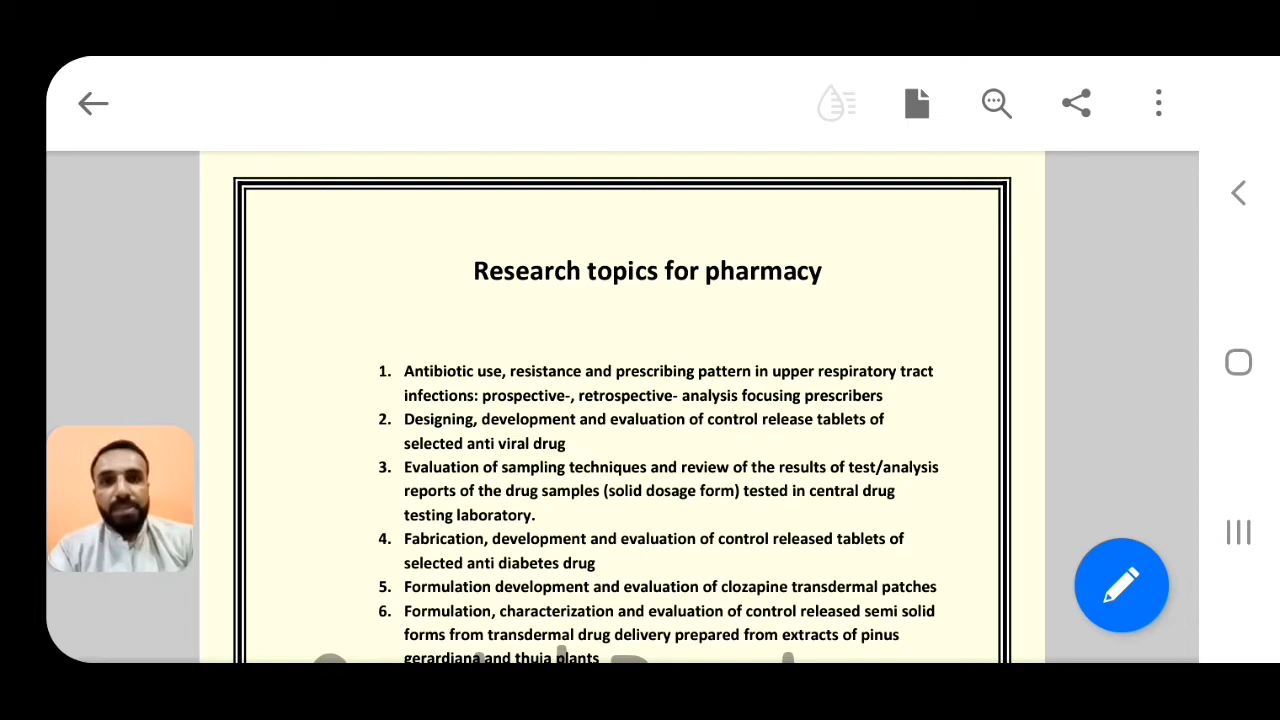 Research topics for pharmacy
1. Antibiotic use, resistance and prescribing pattern in upper respiratory tract
infections: prospective-, retrospective- analysis focusing prescribers
2. Designing, development and evaluation of control release tablets of
selected anti viral drug
3. Evaluation of sampling techniques and review of the results of test/analysis
reports of the drug samples (solid dosage form) tested in central drug
testing laboratory.
4. Fabrication, development and evaluation of control released tablets of
selected anti diabetes drug
5. Formulation development and evaluation of clozapine transdermal patches
6. Formulation, characterization and evaluation of control released semi solid
forms from transdermal drug delivery prepared from extracts of pinus
gerardiana and thuja plants